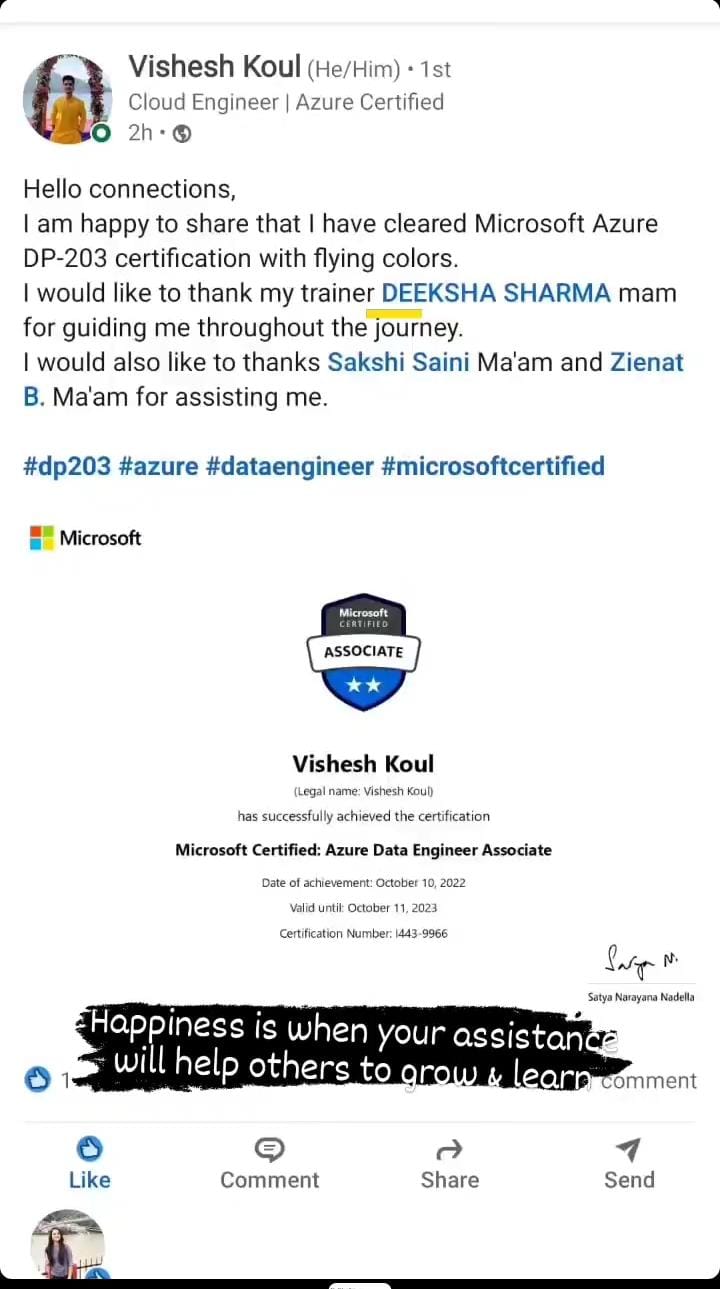 Vishesh Koul (He/Him) • 1st
Cloud Engineer | Azure Certified
2h •
Hello connections,
I am happy to share that I have cleared Microsoft Azure
DP-203 certification with flying colors.
I would like to thank my trainer DEEKSHA SHARMA mam
for guiding me throughout the journey.
I would also like to thanks Sakshi Saini Ma'am and Zienat
B. Ma'am for assisting me.
#dp203 #azure #dataengineer #microsoftcertified
Microsoft
Microsoft
CERTIFIED
ASSOCIATE
Vishesh Koul
(Legal name: Vishesh Koul)
has successfully achieved the certification
Microsoft Certified: Azure Data Engineer Associate
Date of achievement: October 10, 2022
Valid until: October 11, 2023
Certification Number: I443-9966
Satya N.
Satya Narayana Nadella
Happiness is when your assistance
will help others to grow & learn
comment
Like
Comment
Share
Send